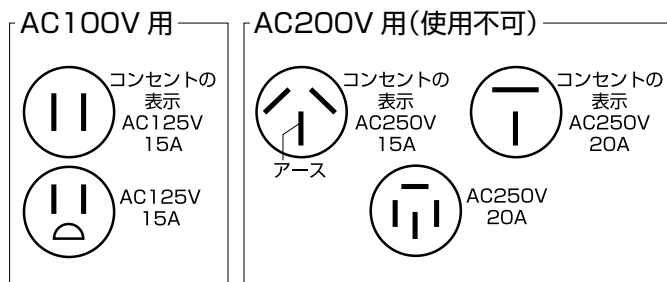 AC100V 用
コンセントの
表示
AC125V
15A
AC125V
15A
AC200V 用(使用不可)
コンセントの
表示
AC250V
15A
アース
コンセントの
表示
AC250V
20A
AC250V
20A